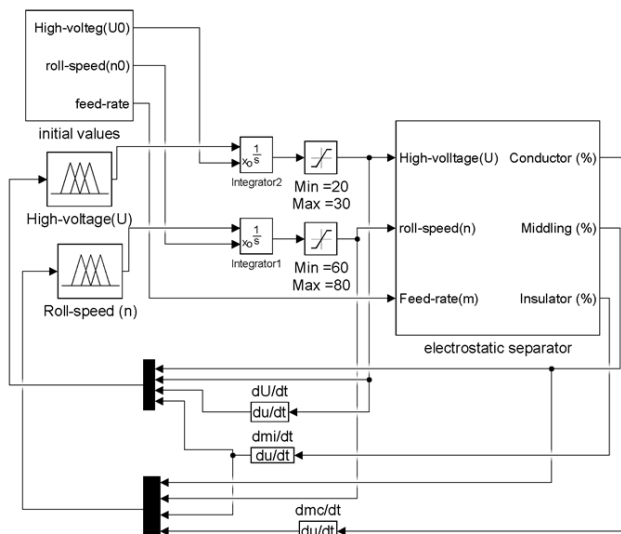 High-volteg(U0)
roll-speed(n0)
feed-rate
initial values
High-voltage(U)
Roll-speed (n)
1
s
xo
Integrator2
1
s
xo
Integrator1
Min =20
Max =30
Min =60
Max =80
High-volltage(U)
roll-speed(n)
Feed-rate(m)
Conductor (%)
Middling (%)
Insulator (%)
electrostatic separator
dU/dt
du/dt
dmi/dt
du/dt
dmc/dt
du/dt